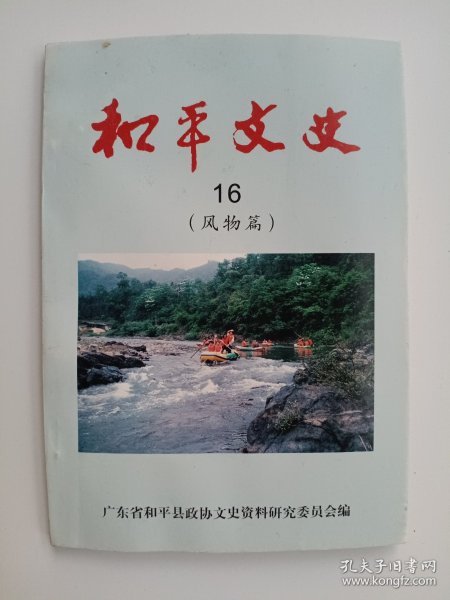 和平文史
16
（风物篇）
广东省和平县政协文史资料研究委员会编
孔夫子旧书网
www.kongfz.com